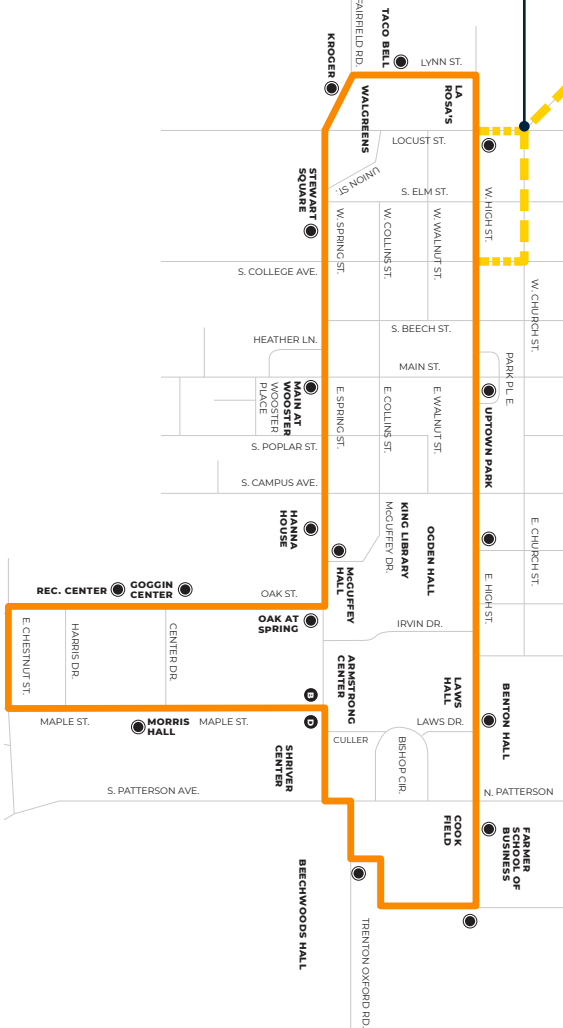 FAIRFIELD RD.
TACO BELL
LYNN ST.
KROGER
WALGREENS
LA
ROSA'S
LOCUST ST.
UNION ST.
STEWART
SQUARE
S. ELM ST.
W. SPRING ST.
W. COLLINS ST.
W. WALNUT ST.
W. HIGH ST.
S. COLLEGE AVE.
W. CHURCH ST.
S. BEECH ST.
HEATHER LN.
MAIN ST.
PARK PL E.
MAIN AT
WOOSTER
WOOSTER
PLACE
E. SPRING ST.
E. COLLINS ST.
E. WALNUT ST.
UPTOWN PARK
S. POPLAR ST.
S. CAMPUS AVE.
HANNA
HOUSE
McGUFFEY DR.
KING LIBRARY
OGDEN HALL
E. CHURCH ST.
McGUFFEY
HALL
E. HIGH ST.
REC. CENTER
GOGGIN
CENTER
OAK ST.
OAK AT
SPRING
IRVIN DR.
E. CHESTNUT ST.
HARRIS DR.
CENTER DR.
ARMSTRONG
CENTER
LAWS
HALL
BENTON HALL
B
D
MAPLE ST.
MORRIS
HALL
MAPLE ST.
LAWS DR.
CULLER
BISHOP CIR.
SHRIVER
CENTER
S. PATTERSON AVE.
N. PATTERSON
COOK
FIELD
FARMER
SCHOOL OF
BUSINESS
BEECHWOODS HALL
TRENTON OXFORD RD.